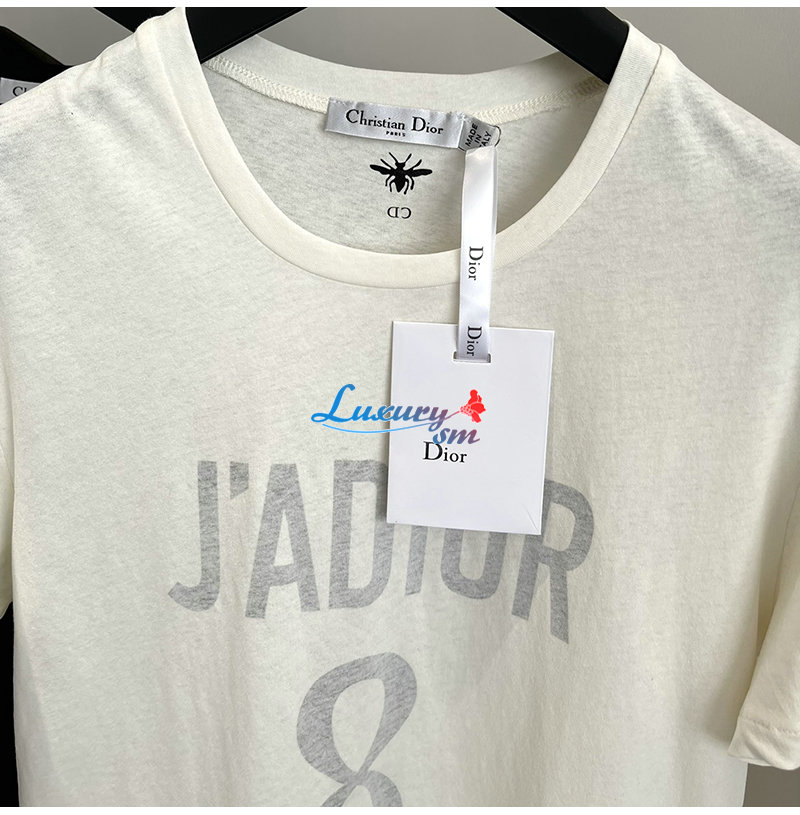 Christian Dior
PARIS
MADE
IN
ITALY
CD
Dior
Dior
Luxury
sm
Dior
J'ADIOR
8